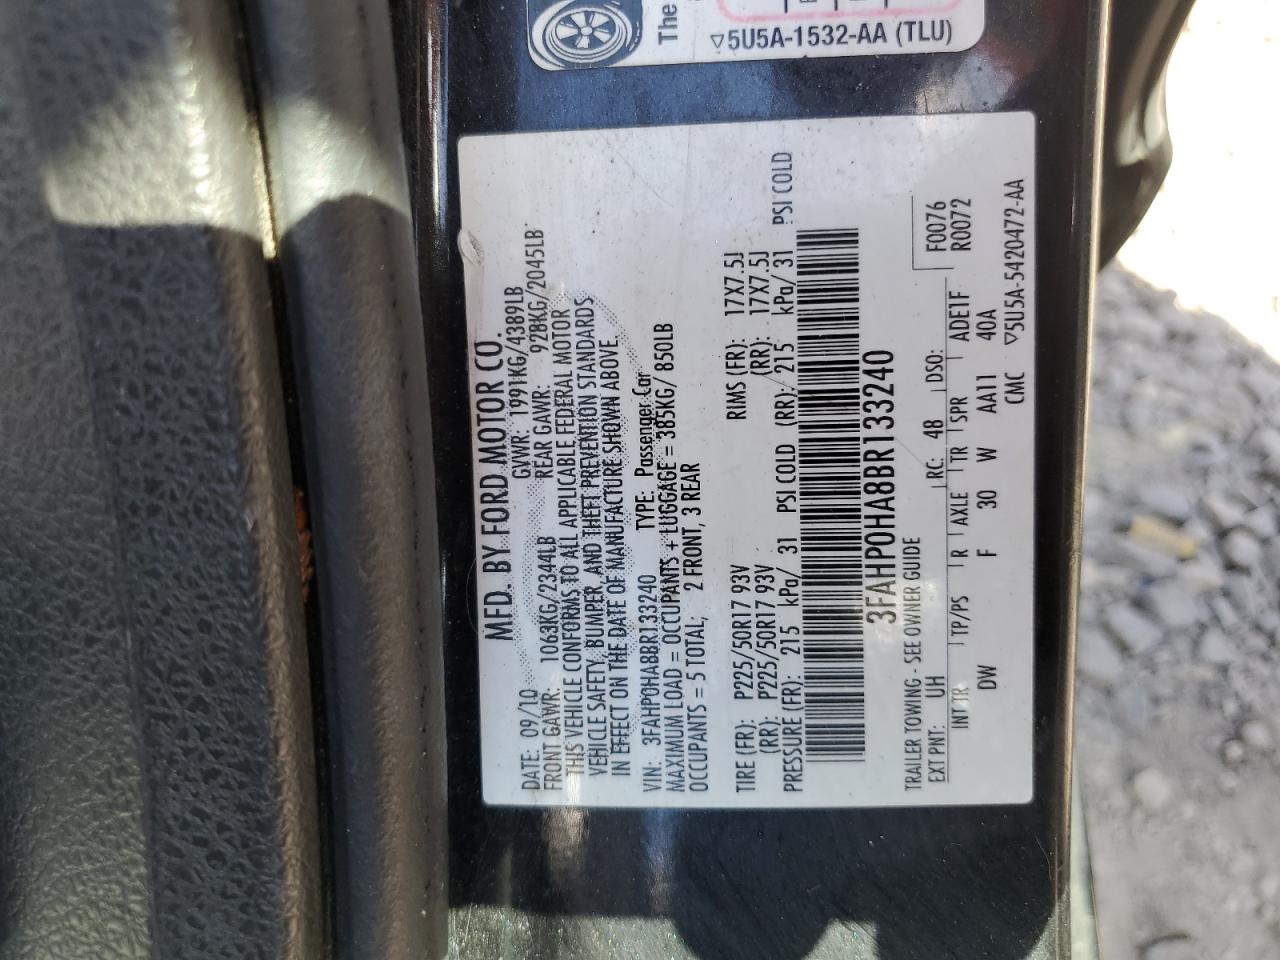 The
▽5U5A-1532-AA (TLU)
MFD. BY FORD MOTOR CO.
DATE: 09/10 GVWR: 1991KG/4389LB
FRONT GAWR: 1063KG/2344LB REAR GAWR: 928KG/2045LB
THIS VEHICLE CONFORMS TO ALL APPLICABLE FEDERAL MOTOR
VEHICLE SAFETY, BUMPER, AND THEFT PREVENTION STANDARDS
IN EFFECT ON THE DATE OF MANUFACTURE SHOWN ABOVE.
VIN: 3FAHP0HA8BR133240 TYPE: Passenger Car
MAXIMUM LOAD = OCCUPANTS + LUGGAGE = 385KG/ 850LB
OCCUPANTS = 5 TOTAL; 2 FRONT, 3 REAR
TIRE (FR): P225/50R17 93V RIMS (FR): 17X7.5J
(RR): P225/50R17 93V (RR): 17X7.5J
PRESSURE (FR): 215 kPa/ 31 PSI COLD (RR): 215 kPa/ 31 PSI COLD
3FAHP0HA8BR133240
TRAILER TOWING - SEE OWNER GUIDE F0076
EXT PNT: UH RC: 48 DSO: R0072
INT TR TP/PS R AXLE TR SPR ADE1F
DW F 30 W AA11 40A
CMC ▽5U5A-5420472-AA